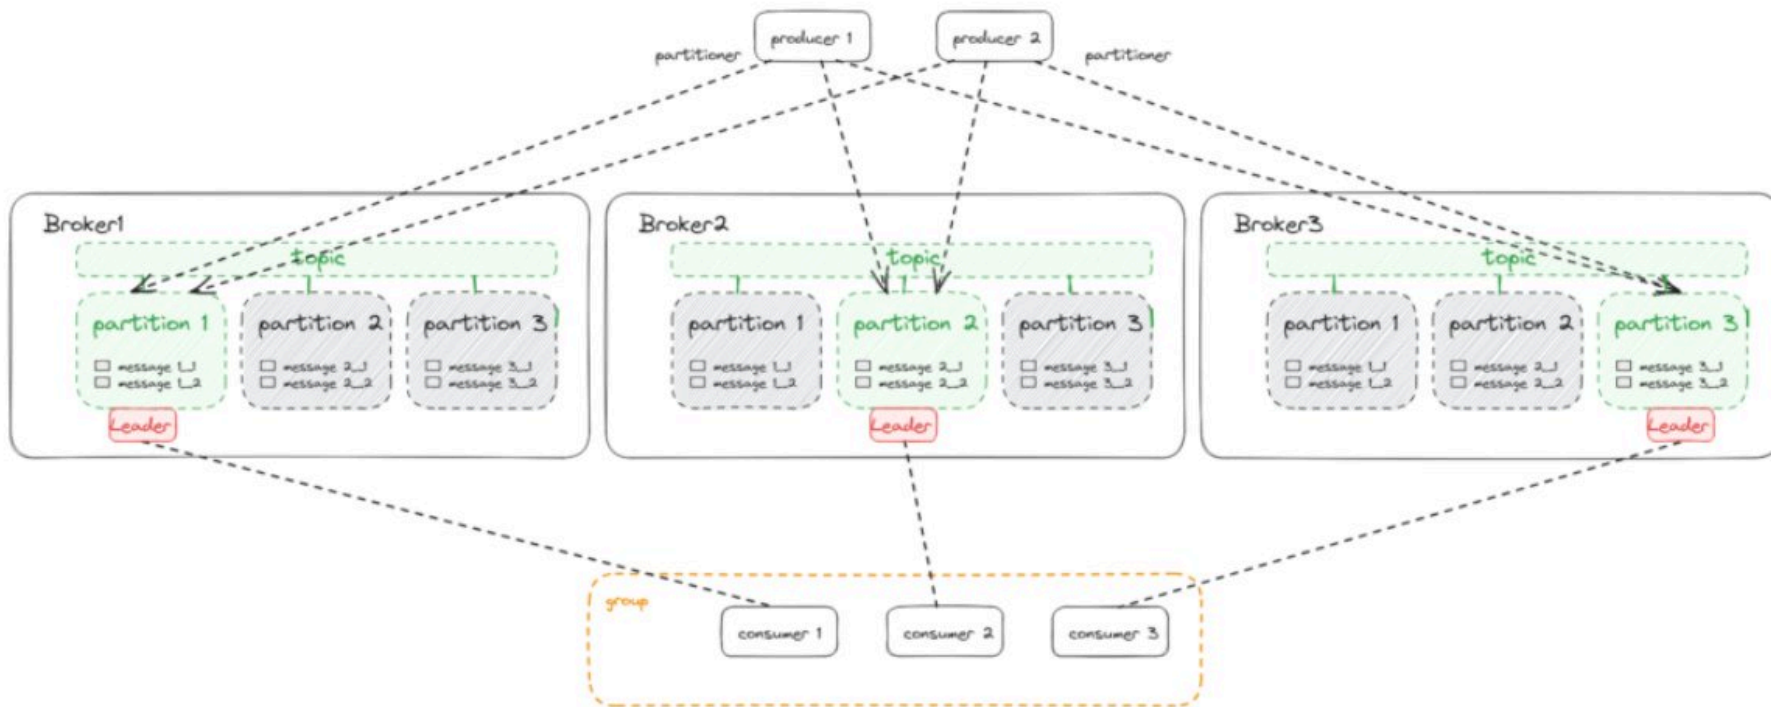 producer 1
producer 2
partitioner
partitioner
Broker1
topic
partition 1
message 1_1
message 1_2
Leader
partition 2
message 2_1
message 2_2
partition 3
message 3_1
message 3_2
Broker2
topic
partition 1
message 1_1
message 1_2
partition 2
message 2_1
message 2_2
Leader
partition 3
message 3_1
message 3_2
Broker3
topic
partition 1
message 1_1
message 1_2
partition 2
message 2_1
message 2_2
partition 3
message 3_1
message 3_2
Leader
group
consumer 1
consumer 2
consumer 3